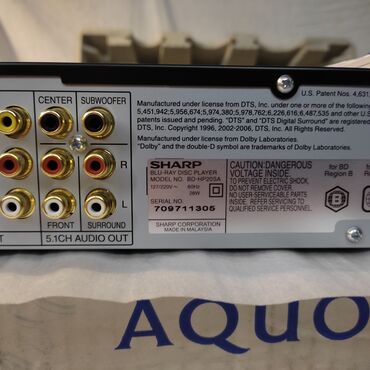 U.S. Patent Nos. 4,631
CENTER
SUBWOOFER
Manufactured under license from DTS, Inc. under one or more of the following
5,451,942;5,956,674;5,974,380;5,978,762;6,226,616;6,487,535 and other
patents issued and pending. "DTS" and "DTS Digital Surround" are registered
DTS, Inc. Copyright 1996, 2002-2006 DTS, Inc. All Rights
Manufactured under license from Dolby Laboratories.
"Dolby" and the double-D symbol are trademarks of Dolby Laboratories.
R
L
FRONT
SURROUND
5.1CH AUDIO OUT
SHARP
BLU-RAY DISC PLAYER
MODEL NO. BD-HP20SA
127/220V~ 60Hz
28W
SERIAL NO.
709711305
SHARP CORPORATION
MADE IN MALAYSIA
CAUTION:DANGEROUS
VOLTAGE INSIDE.
TO PREVENT ELECTRIC SHOCK,
DO NOT REMOVE COVER.
NO USER-SERVICEABLE PARTS
INSIDE. REFER SERVICING
TO QUALIFIED SERVICE
PERSONNEL.
for BD
Region B
B
AQUO